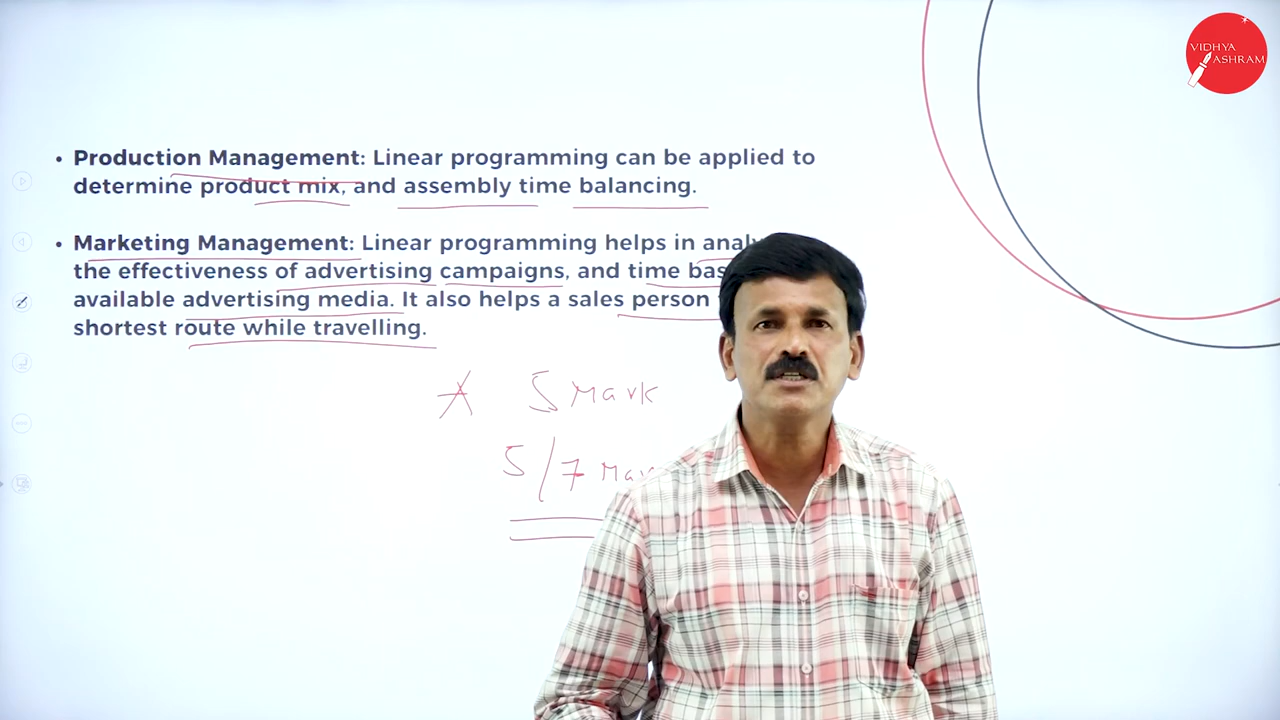 VIDHYA
ASHRAM
• Production Management: Linear programming can be applied to
determine product mix, and assembly time balancing.
• Marketing Management: Linear programming helps in
the effectiveness of advertising campaigns, and time
available advertising media. It also helps a sales person
shortest route while travelling.
5 Mark
5/7